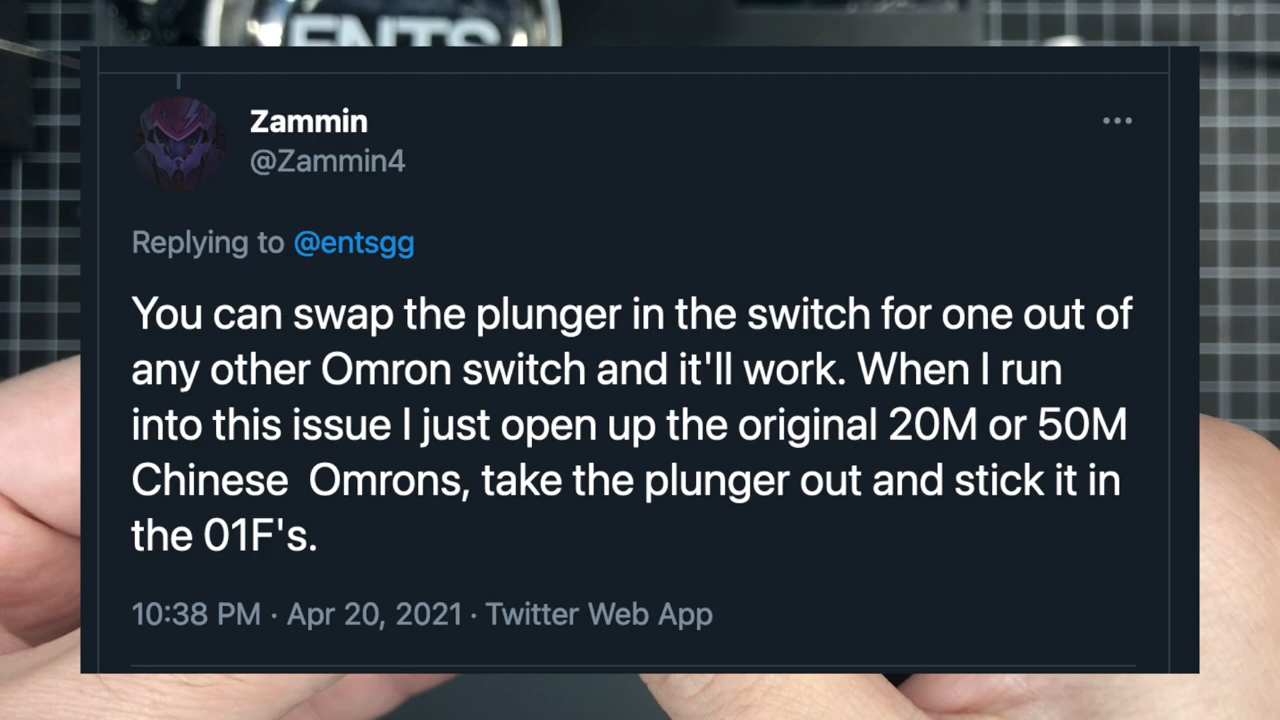 ENTS
Zammin
@Zammin4
Replying to @entsgg
You can swap the plunger in the switch for one out of
any other Omron switch and it'll work. When I run
into this issue I just open up the original 20M or 50M
Chinese  Omrons, take the plunger out and stick it in
the 01F's.
10:38 PM · Apr 20, 2021 · Twitter Web App